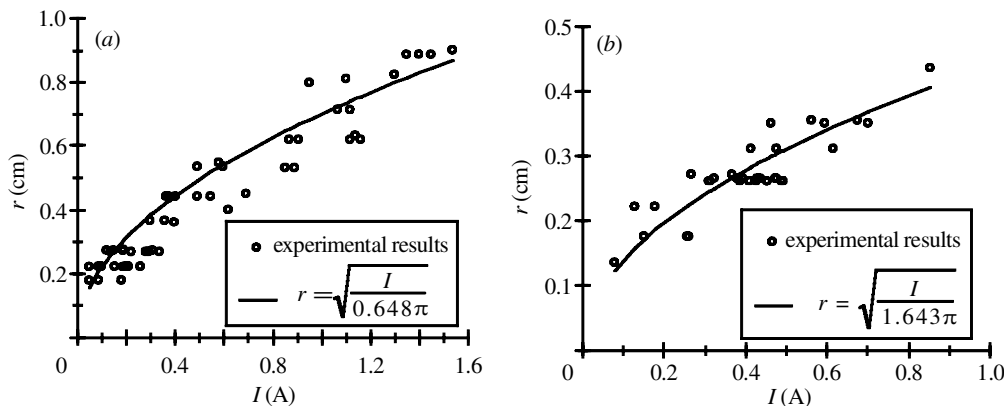 (a)
1.0
0.8
0.6
0.4
0.2
r (cm)
experimental results
r = √(I / 0.648π)
0 0.4 0.8 1.2 1.6
I (A)
(b)
0.5
0.4
0.3
0.2
0.1
r (cm)
experimental results
r = √(I / 1.643π)
0 0.2 0.4 0.6 0.8 1.0
I (A)